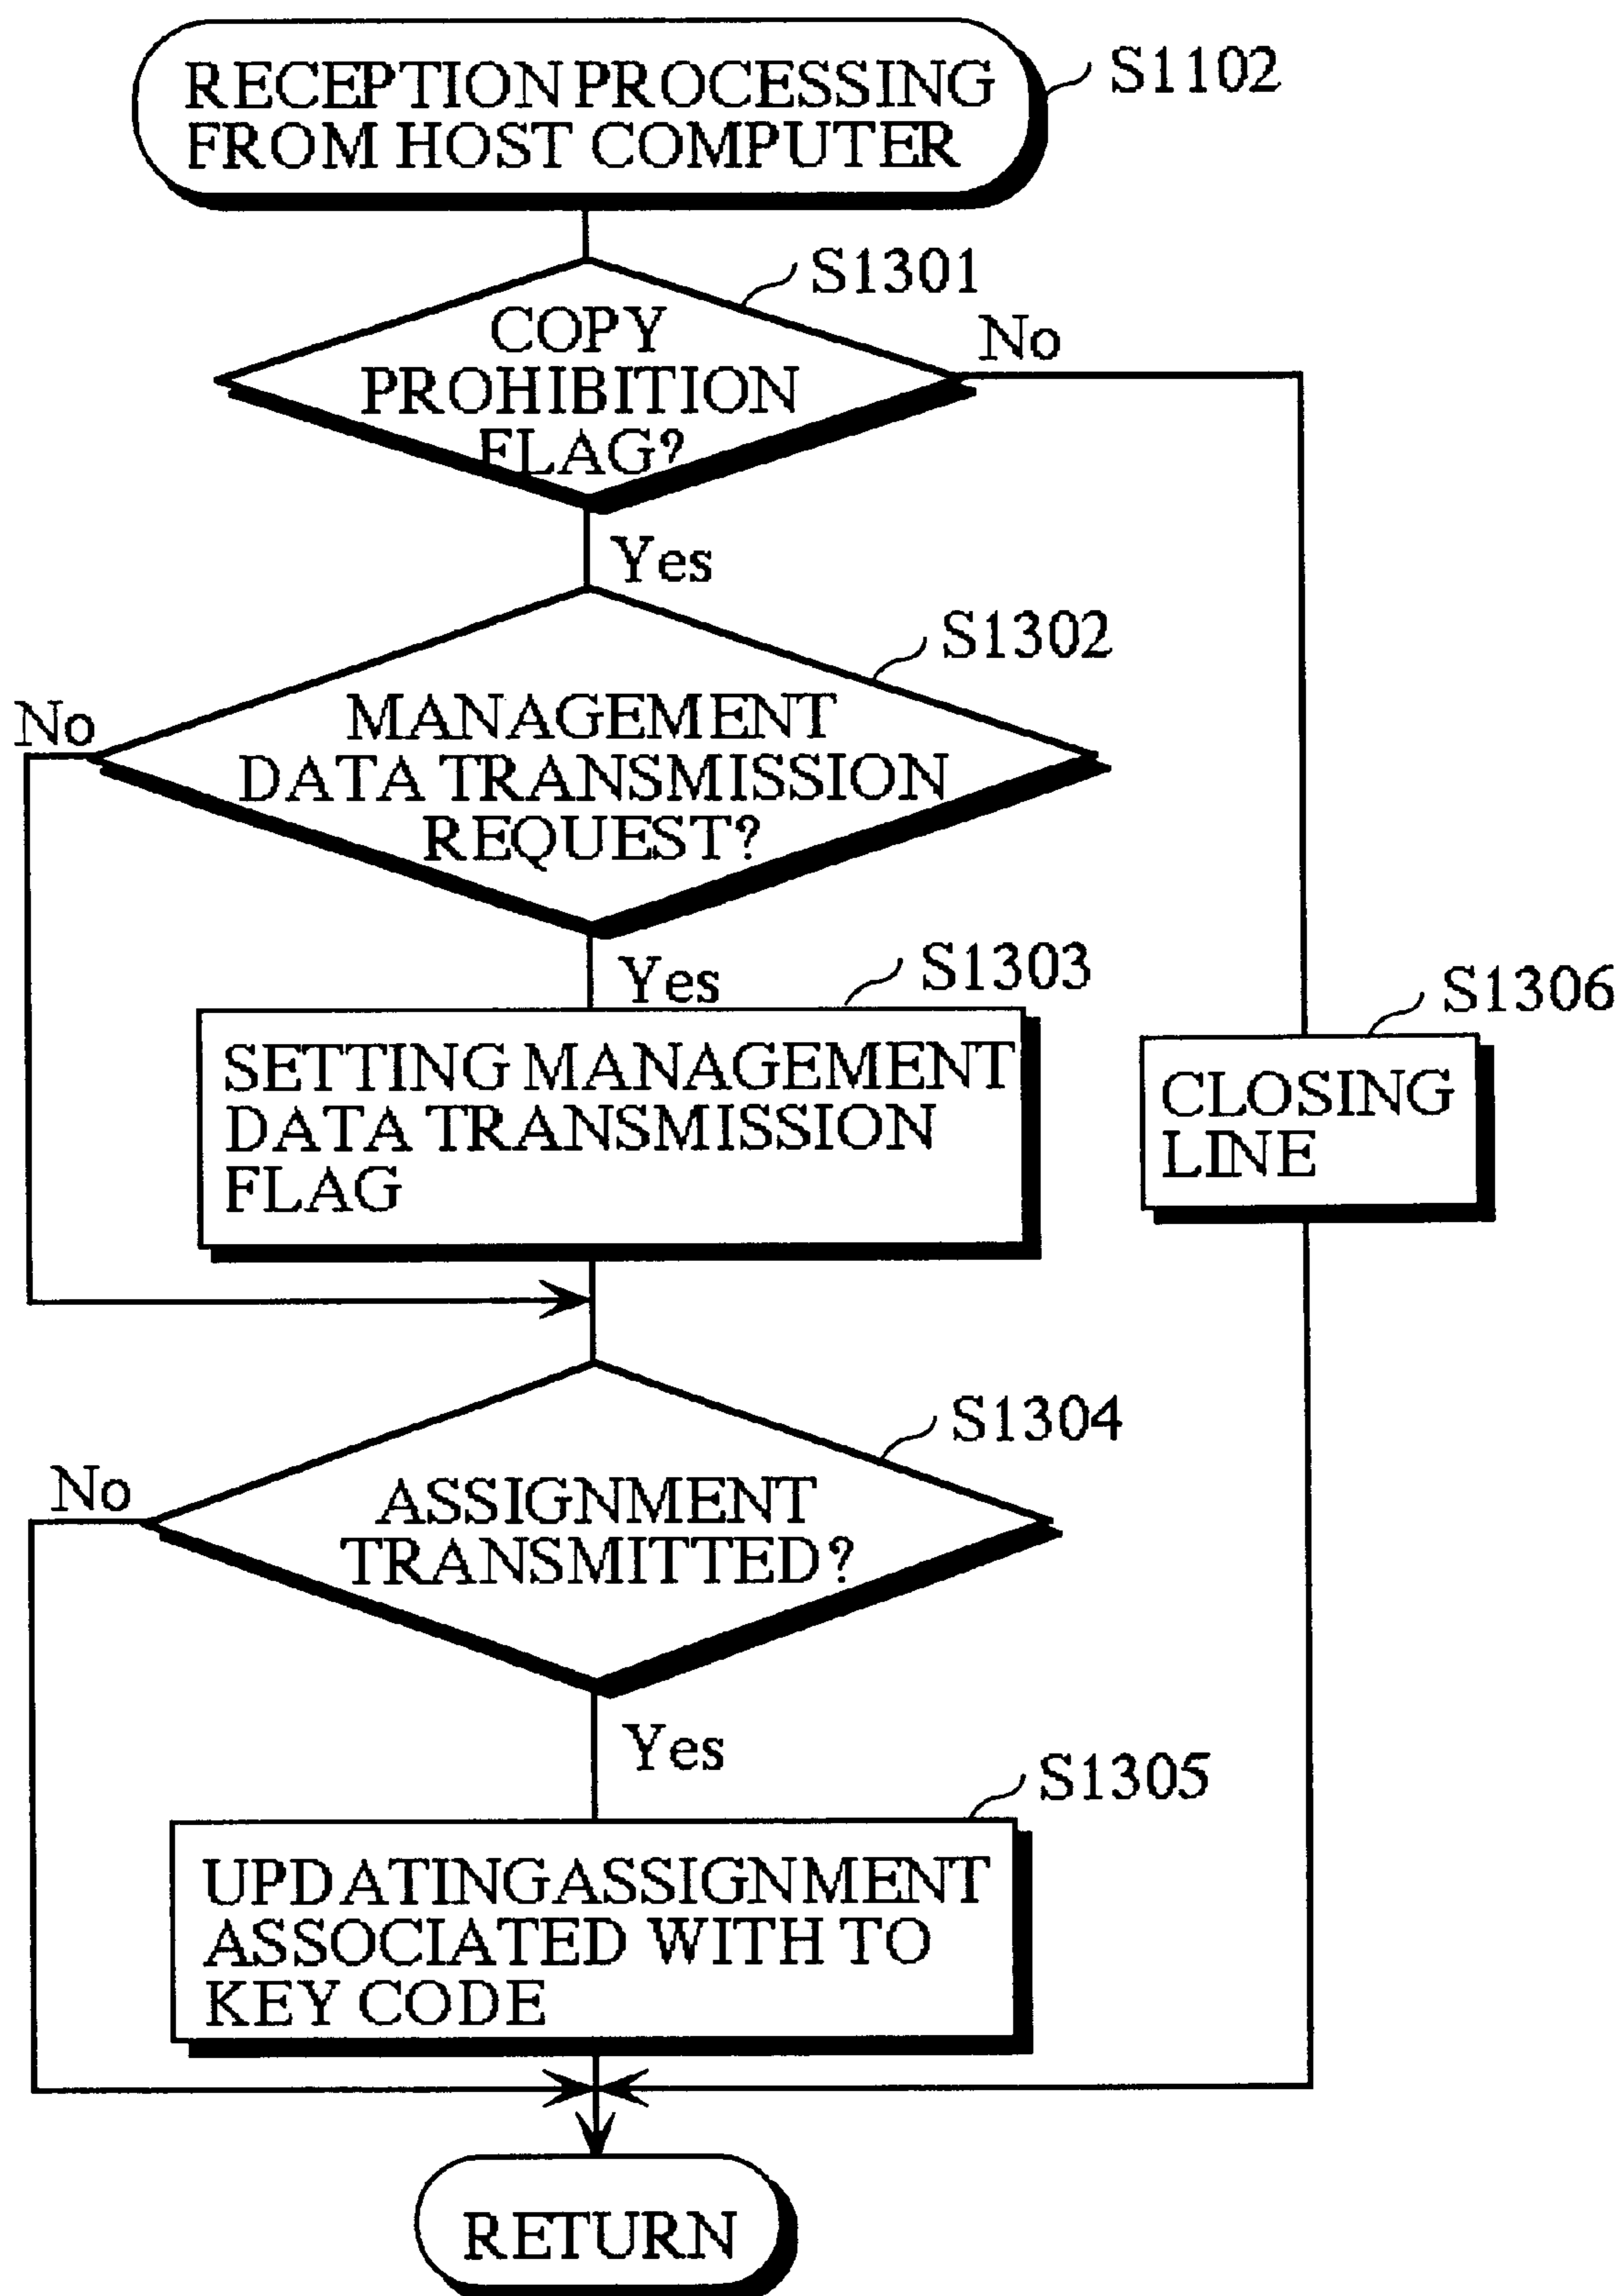 RECEPTION PROCESSING
FROM HOST COMPUTER
S1102
S1301
COPY
PROHIBITION
FLAG?
No
Yes
S1302
No
MANAGEMENT
DATA TRANSMISSION
REQUEST?
Yes
S1303
SETTING MANAGEMENT
DATA TRANSMISSION
FLAG
S1306
CLOSING
LINE
S1304
No
ASSIGNMENT
TRANSMITTED?
Yes
S1305
UPDATING ASSIGNMENT
ASSOCIATED WITH TO
KEY CODE
RETURN